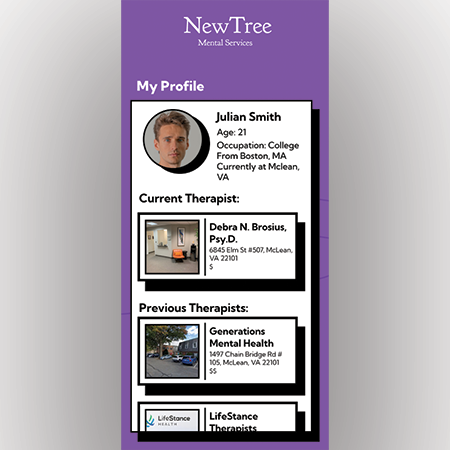 NewTree
Mental Services
My Profile
Julian Smith
Age: 21
Occupation: College
From Boston, MA
Currently at Mclean,
VA
Current Therapist:
Debra N. Brosius,
Psy.D.
6845 Elm St #507, McLean,
VA 22101
$
Previous Therapists:
Generations
Mental Health
1497 Chain Bridge Rd #
105, McLean, VA 22101
$$
LifeStance
HEALTH
LifeStance
Therapists